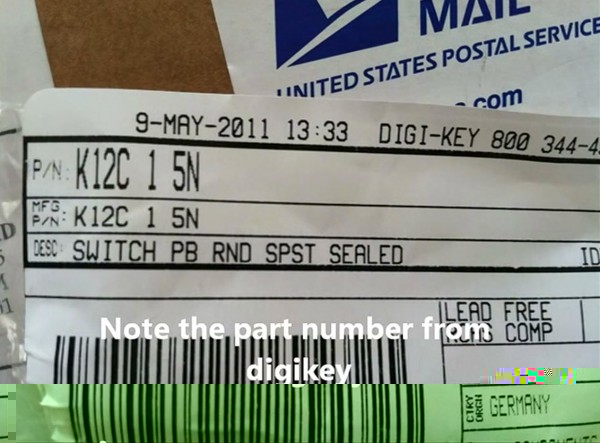 MAIL
UNITED STATES POSTAL SERVICE
.com
9-MAY-2011 13:33 DIGI-KEY 800 344-4
P/N: K12C 1 5N
MFG P/N: K12C 1 5N
DESC: SWITCH PB RND SPST SEALED ID
LEAD FREE
ROHS COMP
Note the part number from
digikey
CTRY ORGN GERMANY